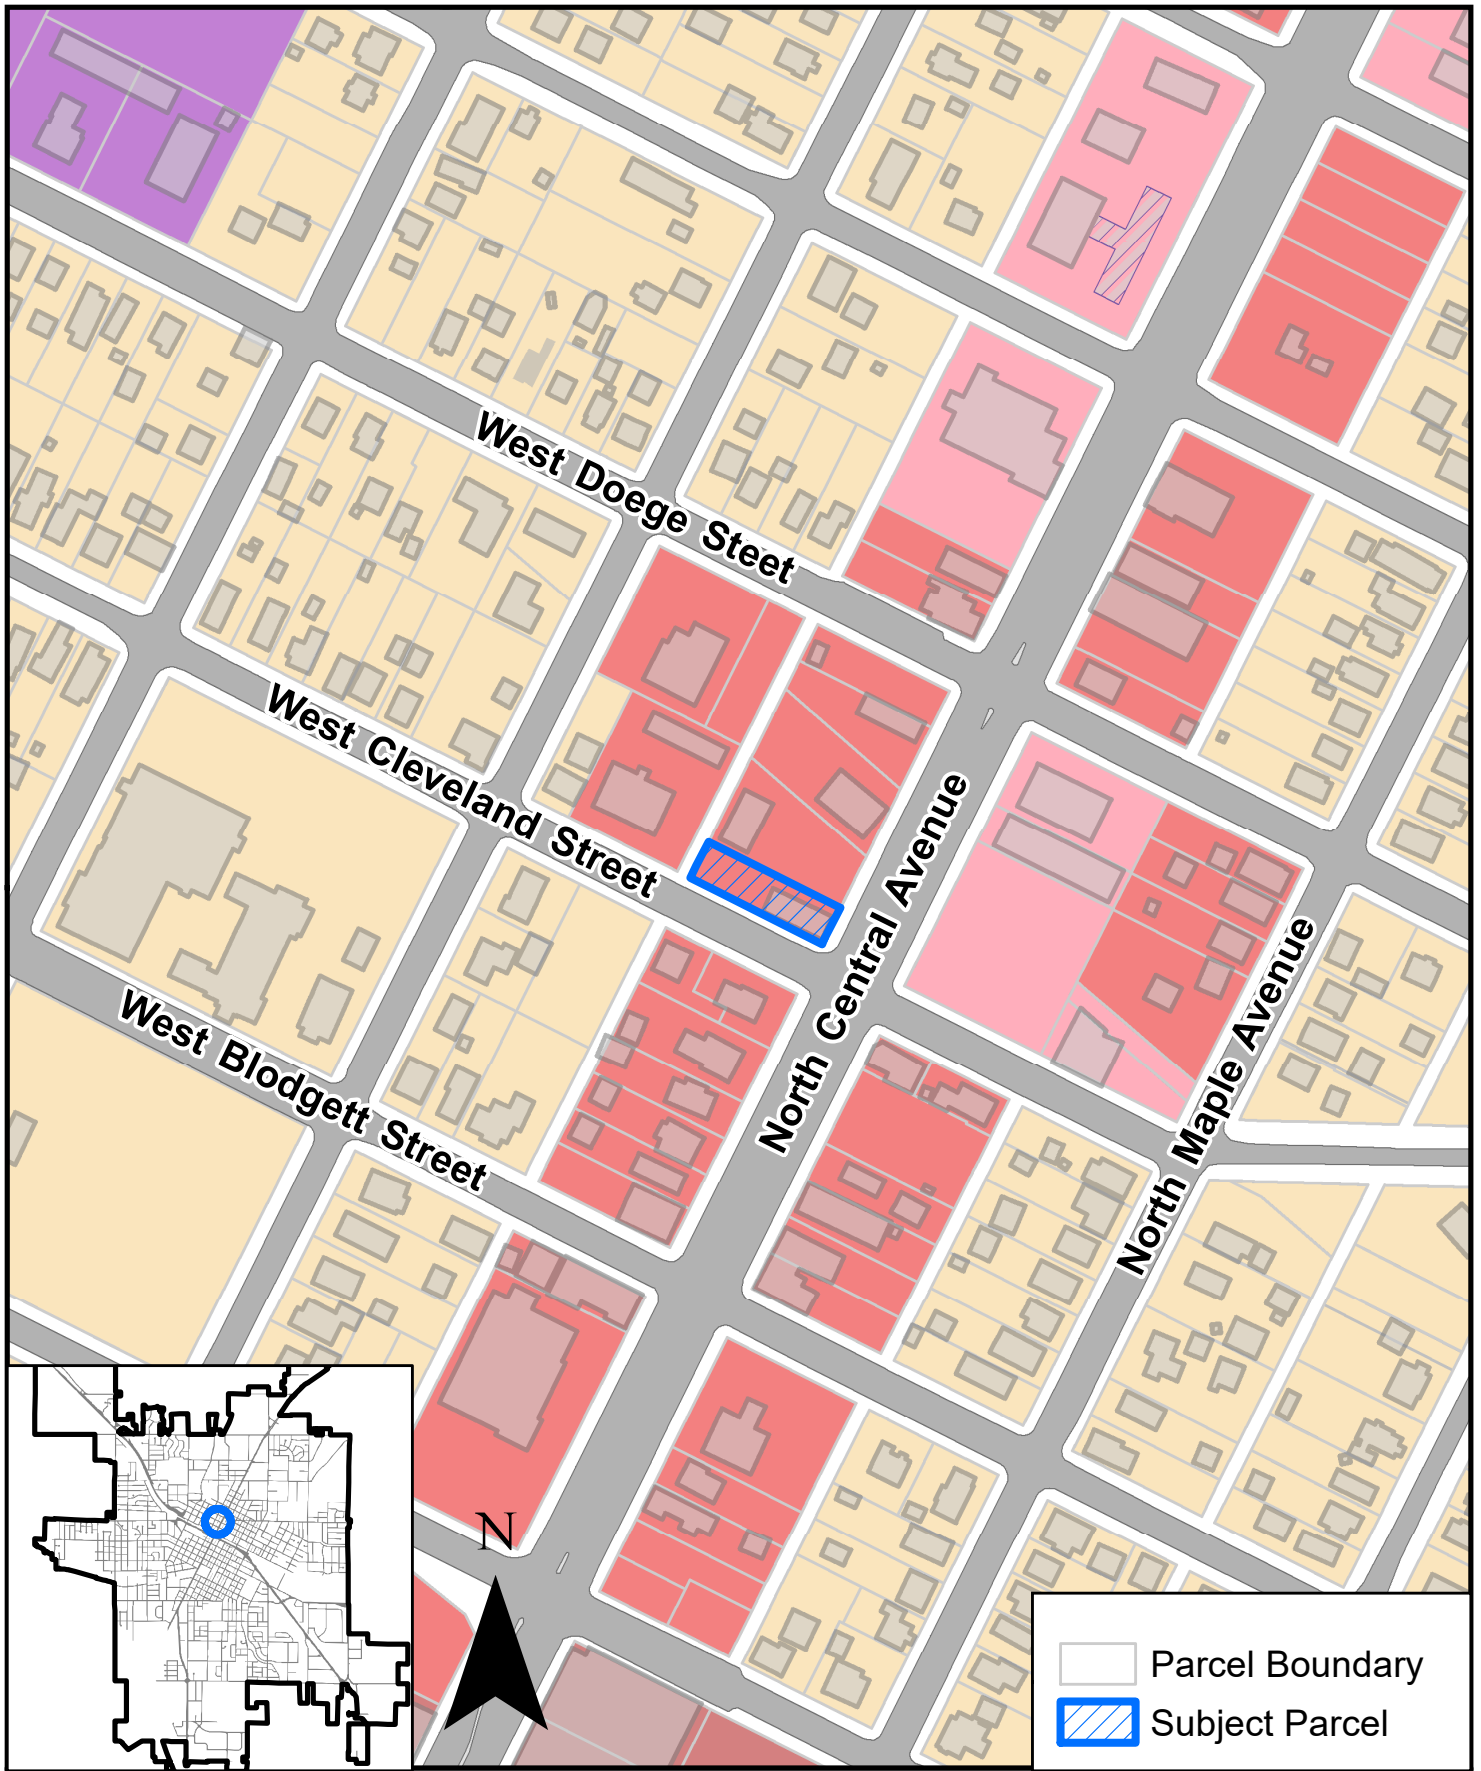 West Doege Steet
West Cleveland Street
North Central Avenue
North Maple Avenue
West Blodgett Street
N
Parcel Boundary
Subject Parcel